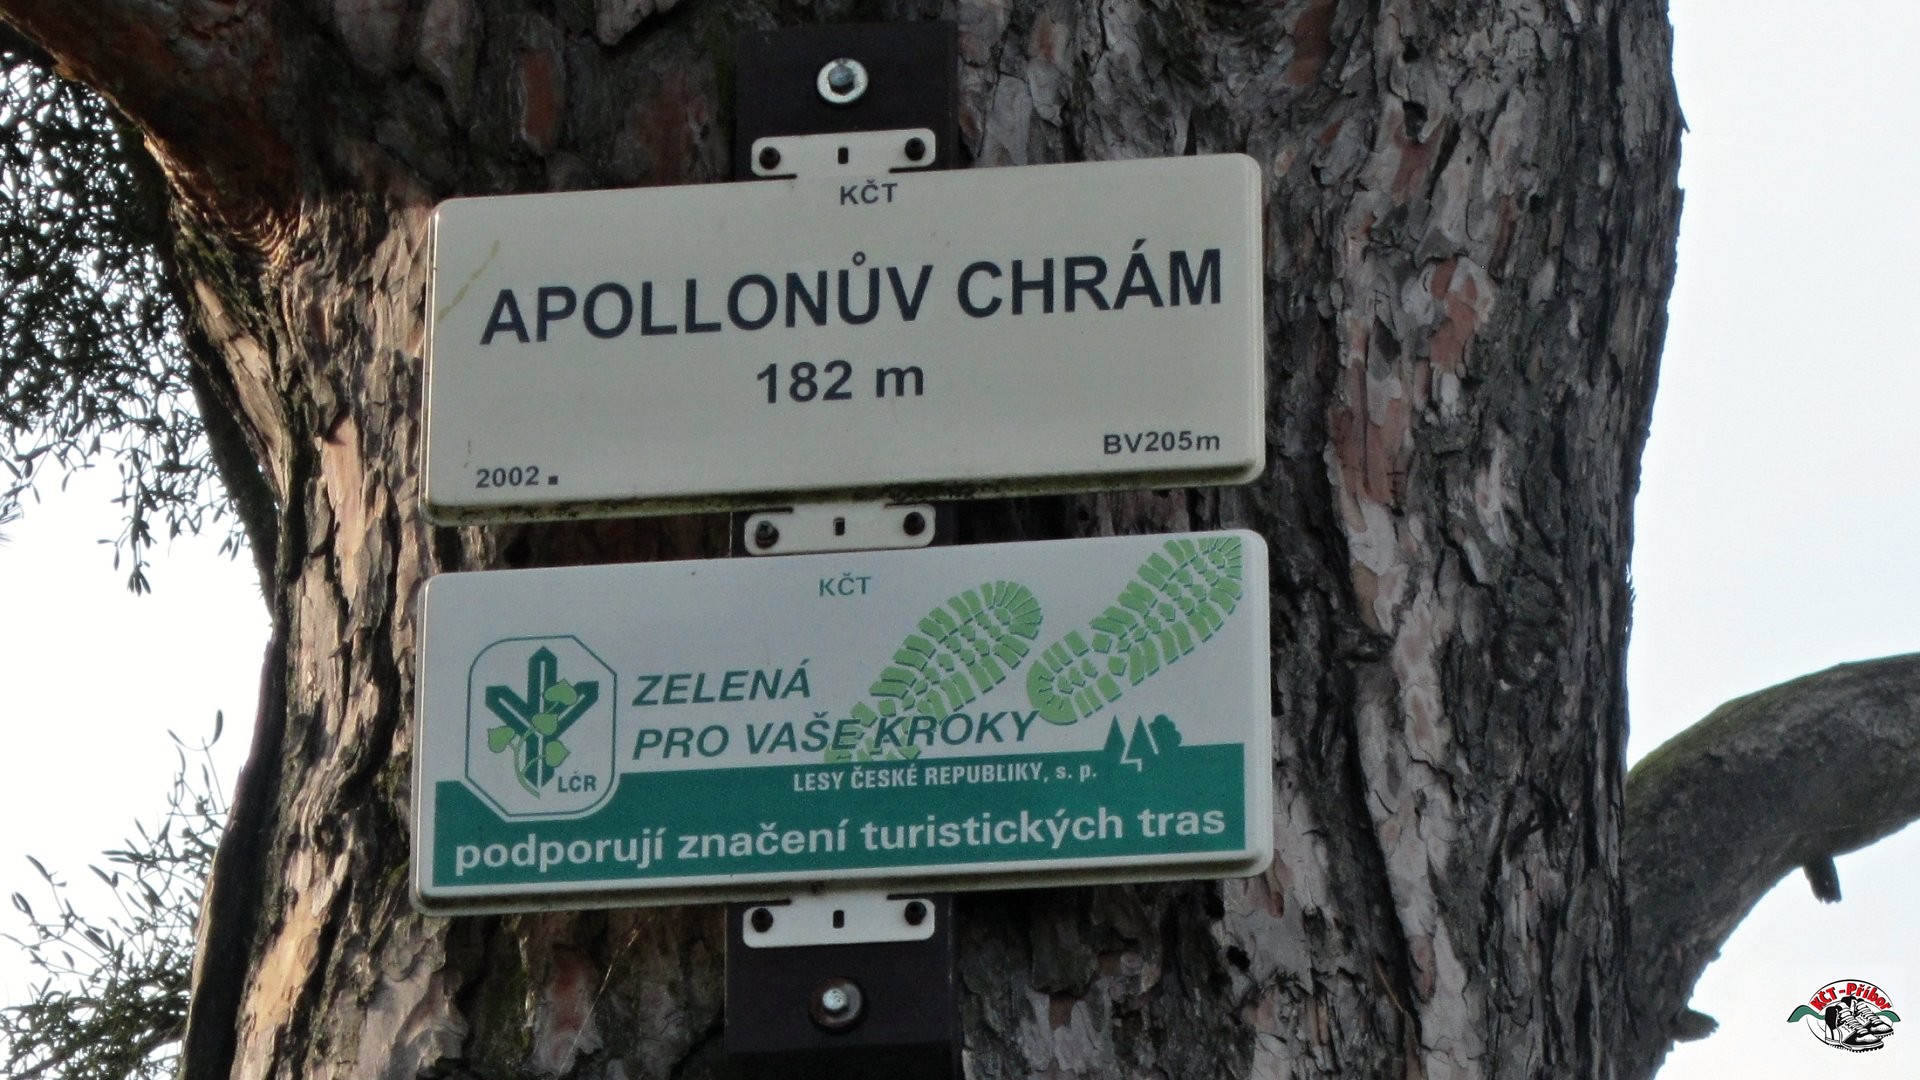 KČT
APOLLONŮV CHRÁM
182 m
2002. BV205m
KČT
ZELENÁ
PRO VAŠE KROKY
LČR
LESY ČESKÉ REPUBLIKY, s. p.
podporují značení turistických tras
KČT-Příbor